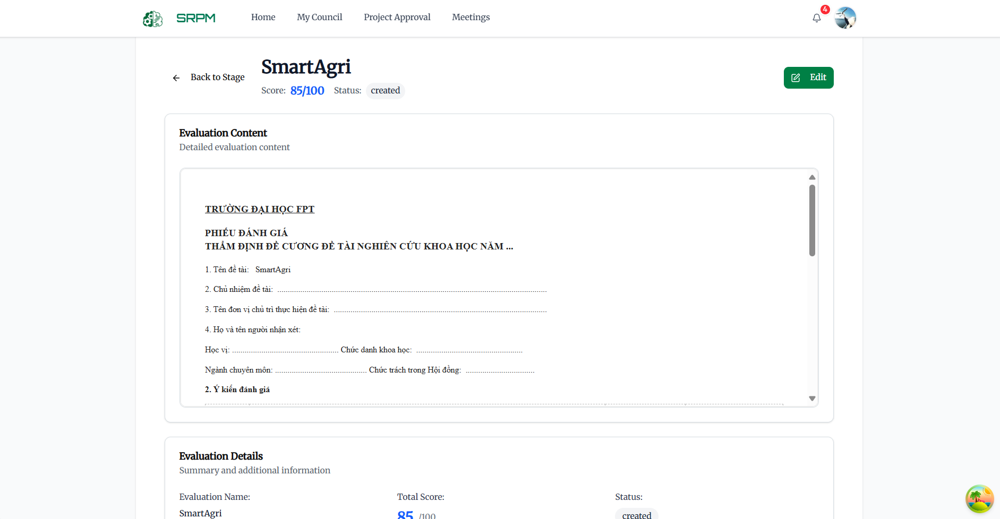 SRPM
Home
My Council
Project Approval
Meetings
4
Back to Stage
SmartAgri
Score: 85/100 Status: created
Edit
Evaluation Content
Detailed evaluation content
TRƯỜNG ĐẠI HỌC FPT
PHIẾU ĐÁNH GIÁ
THẨM ĐỊNH ĐỀ CƯƠNG ĐỀ TÀI NGHIÊN CỨU KHOA HỌC NĂM ...
1. Tên đề tài: SmartAgri
2. Chủ nhiệm đề tài: ................................................................................................................................
3. Tên đơn vị chủ trì thực hiện đề tài: .....................................................................................................
4. Họ và tên người nhận xét:
Học vị: .................................................. Chức danh khoa học: ..................................................
Ngành chuyên môn: ........................................... Chức trách trong Hội đồng: .................................
2. Ý kiến đánh giá
Evaluation Details
Summary and additional information
Evaluation Name:
Total Score:
Status:
SmartAgri
85 /100
created